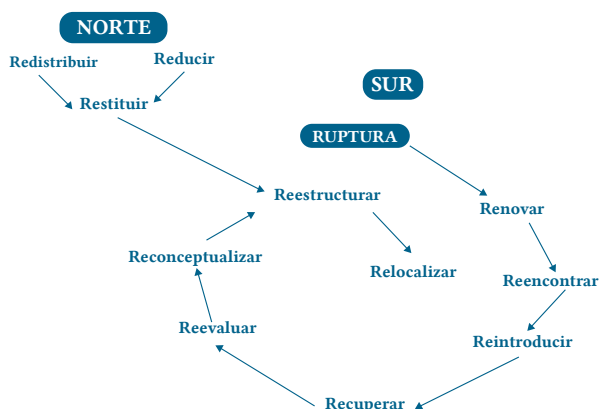 NORTE
Redistribuir
Reducir
Restituir
SUR
RUPTURA
Reestructurar
Renovar
Reconceptualizar
Relocalizar
Reencontrar
Reevaluar
Reintroducir
Recuperar